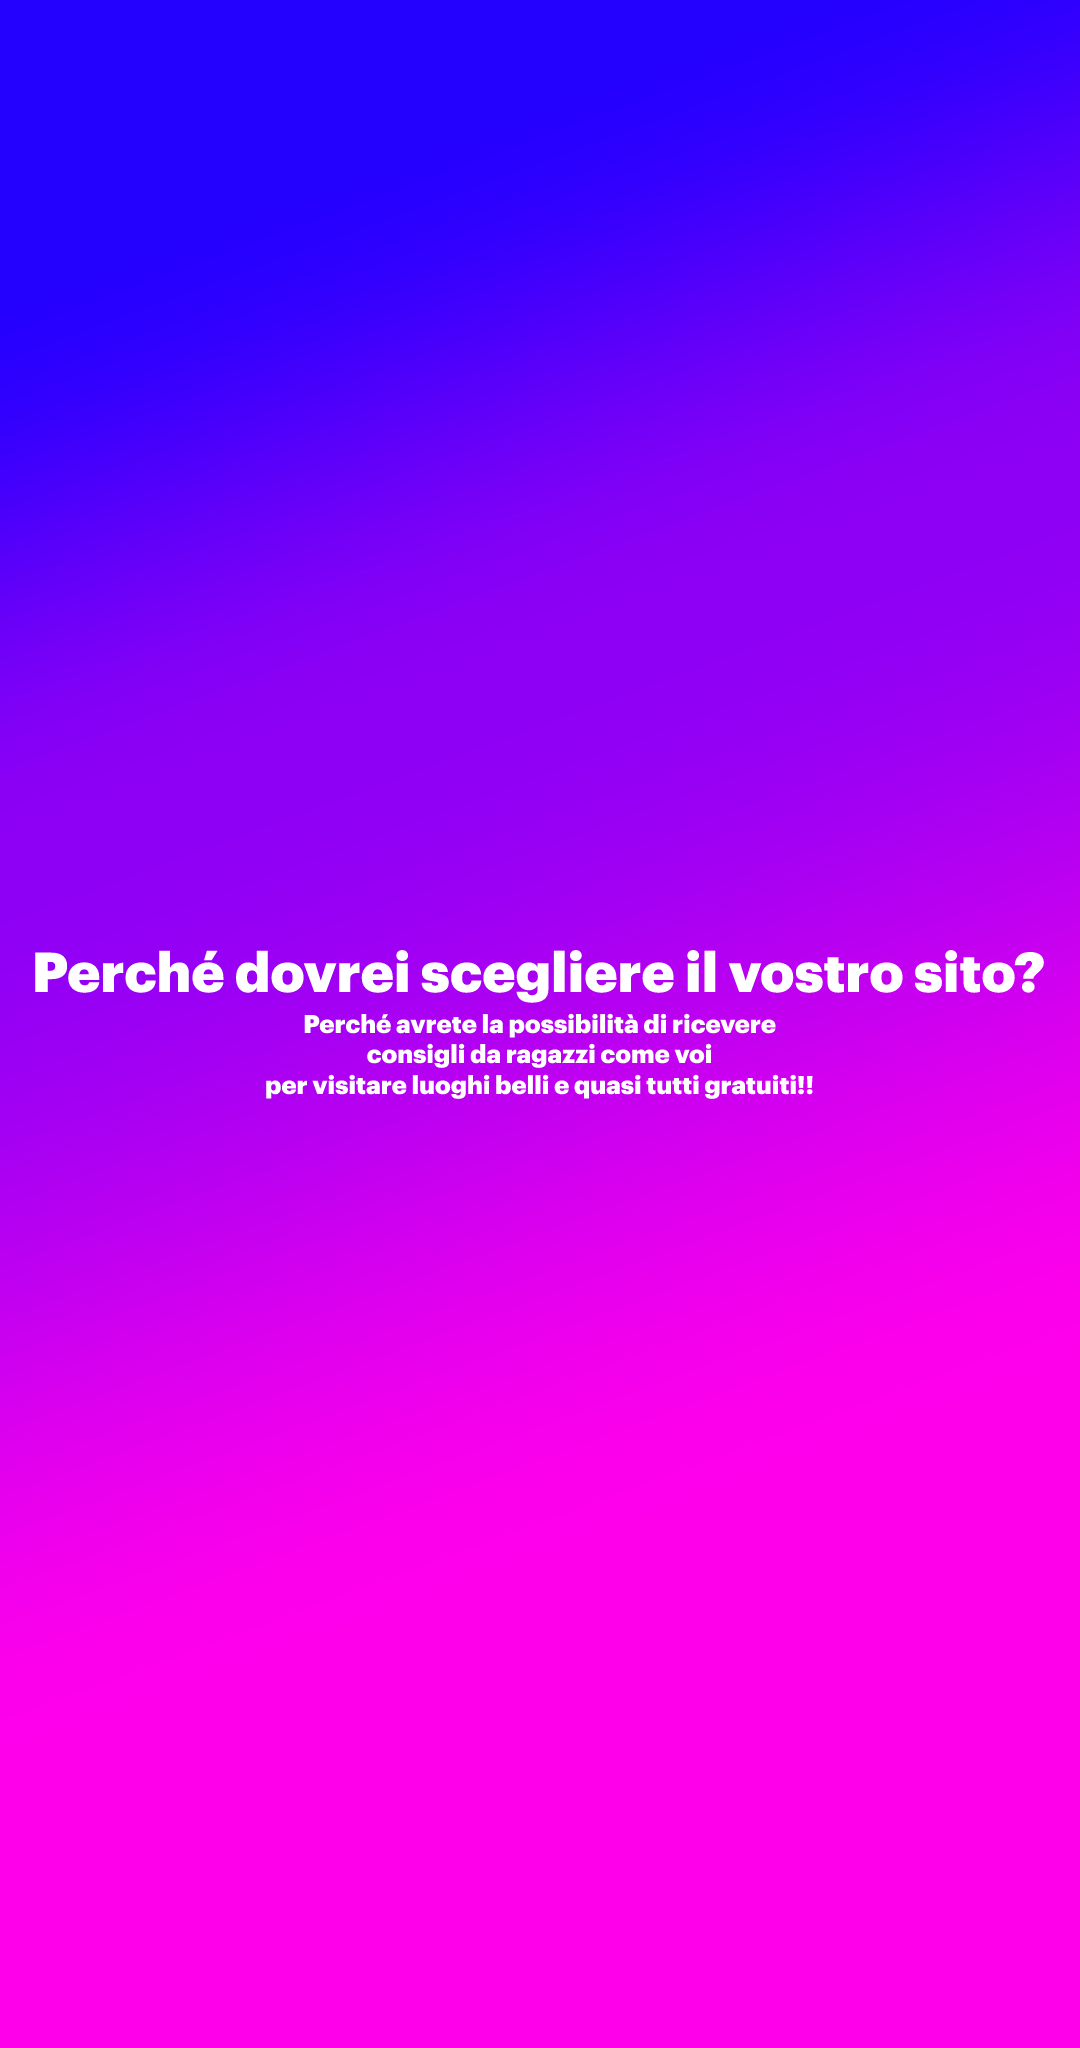 Perché dovrei scegliere il vostro sito?
Perché avrete la possibilità di ricevere
consigli da ragazzi come voi
per visitare luoghi belli e quasi tutti gratuiti!!